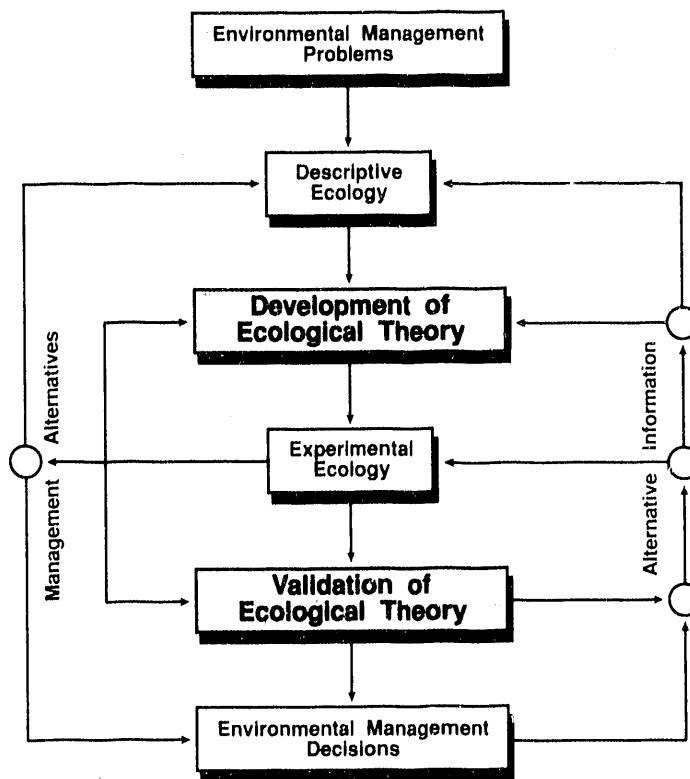 Environmental Management
Problems
Descriptive
Ecology
Development of
Ecological Theory
Management Alternatives
Experimental
Ecology
Alternative Information
Validation of
Ecological Theory
Environmental Management
Decisions